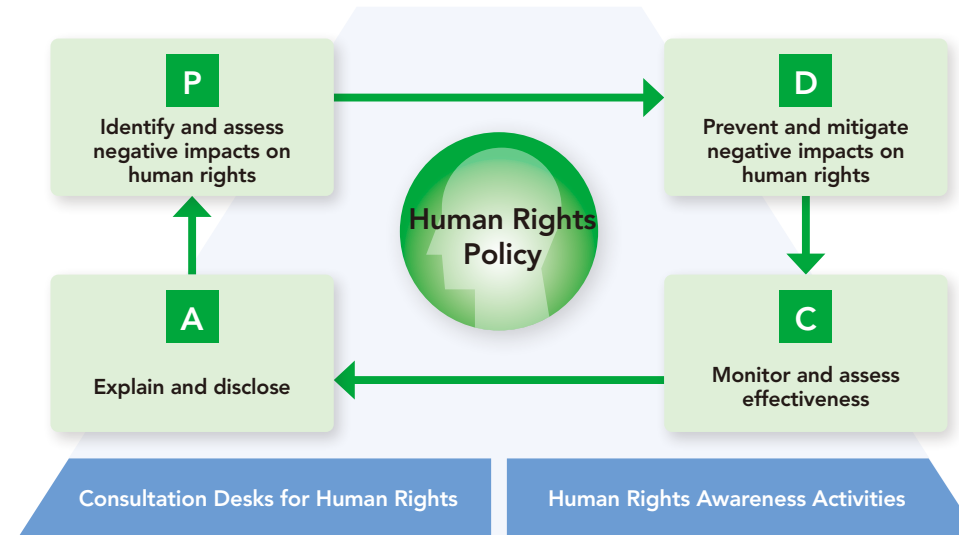 P
Identify and assess
negative impacts on
human rights
D
Prevent and mitigate
negative impacts on
human rights
Human Rights
Policy
A
Explain and disclose
C
Monitor and assess
effectiveness
Consultation Desks for Human Rights
Human Rights Awareness Activities